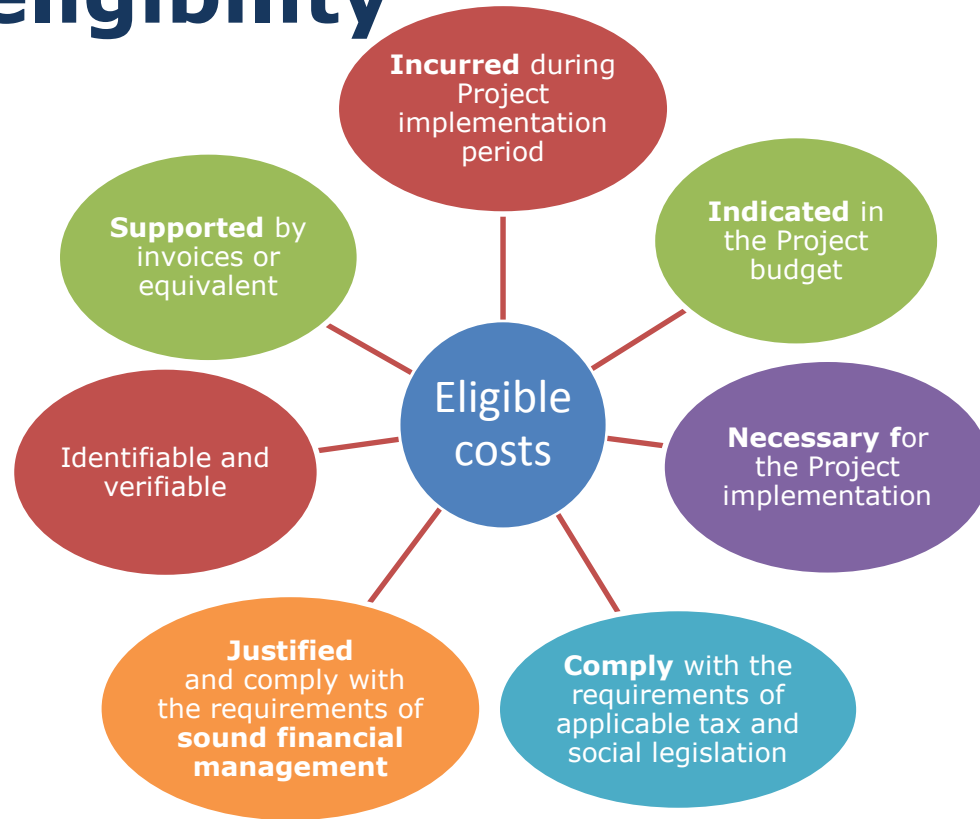 eligibility
Incurred during
Project
implementation
period
Indicated in
the Project
budget
Necessary for
the Project
implementation
Comply with the
requirements of
applicable tax and
social legislation
Justified
and comply with
the requirements of
sound financial
management
Identifiable and
verifiable
Supported by
invoices or
equivalent
Eligible
costs